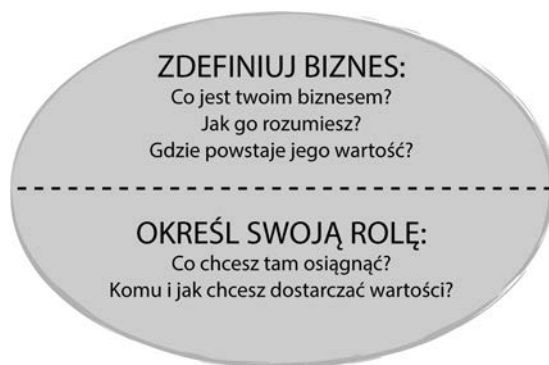 ZDEFINIUJ BIZNES:
Co jest twoim biznesem?
Jak go rozumiesz?
Gdzie powstaje jego wartość?
OKREŚL SWOJĄ ROLĘ:
Co chcesz tam osiągnąć?
Komu i jak chcesz dostarczać wartości?